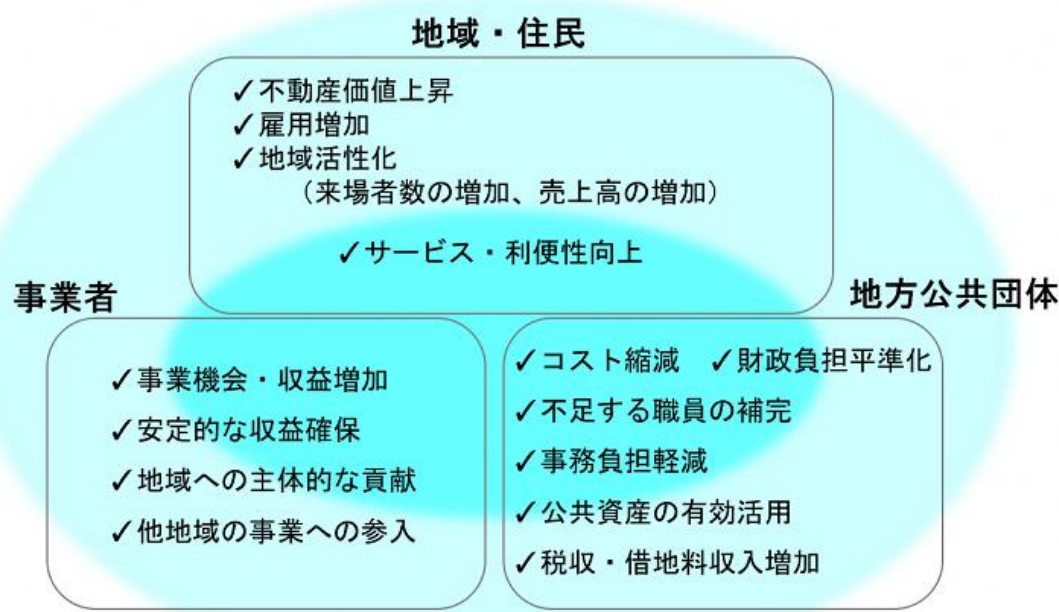 地域・住民
✓不動産価値上昇
✓雇用増加
✓地域活性化
（来場者数の増加、売上高の増加）
✓サービス・利便性向上
事業者
✓事業機会・収益増加
✓安定的な収益確保
✓地域への主体的な貢献
✓他地域の事業への参入
地方公共団体
✓コスト縮減 ✓財政負担平準化
✓不足する職員の補完
✓事務負担軽減
✓公共資産の有効活用
✓税収・借地料収入増加